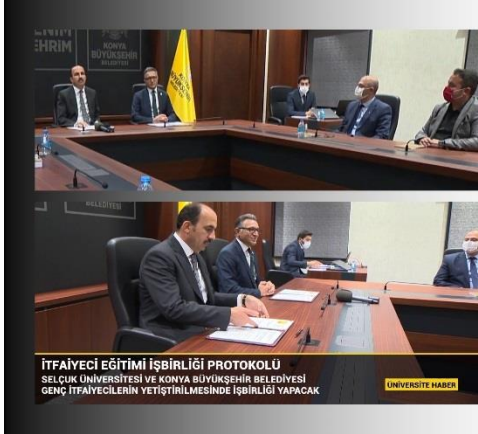 ENİM
EHRİM
KONYA
BÜYÜKŞEHİR
BELEDİYESİ
BELEDİYESİ
İTFAİYECİ EĞİTİMİ İŞBİRLİĞİ PROTOKOLÜ
SELÇUK ÜNİVERSİTESİ VE KONYA BÜYÜKŞEHİR BELEDİYESİ
GENÇ İTFAİYECİLERİN YETİŞTİRİLMESİNDE İŞBİRLİĞİ YAPACAK
ÜNİVERSİTE HABER